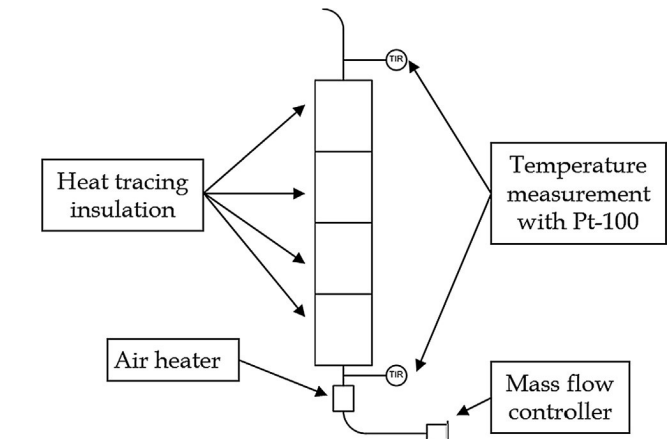 TIR
Temperature
measurement
with Pt-100
Heat tracing
insulation
Air heater
TIR
Mass flow
controller